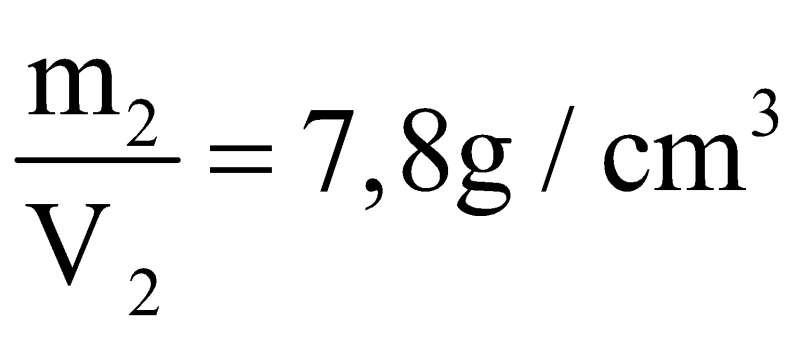 m₂/V₂ = 7,8g / cm³